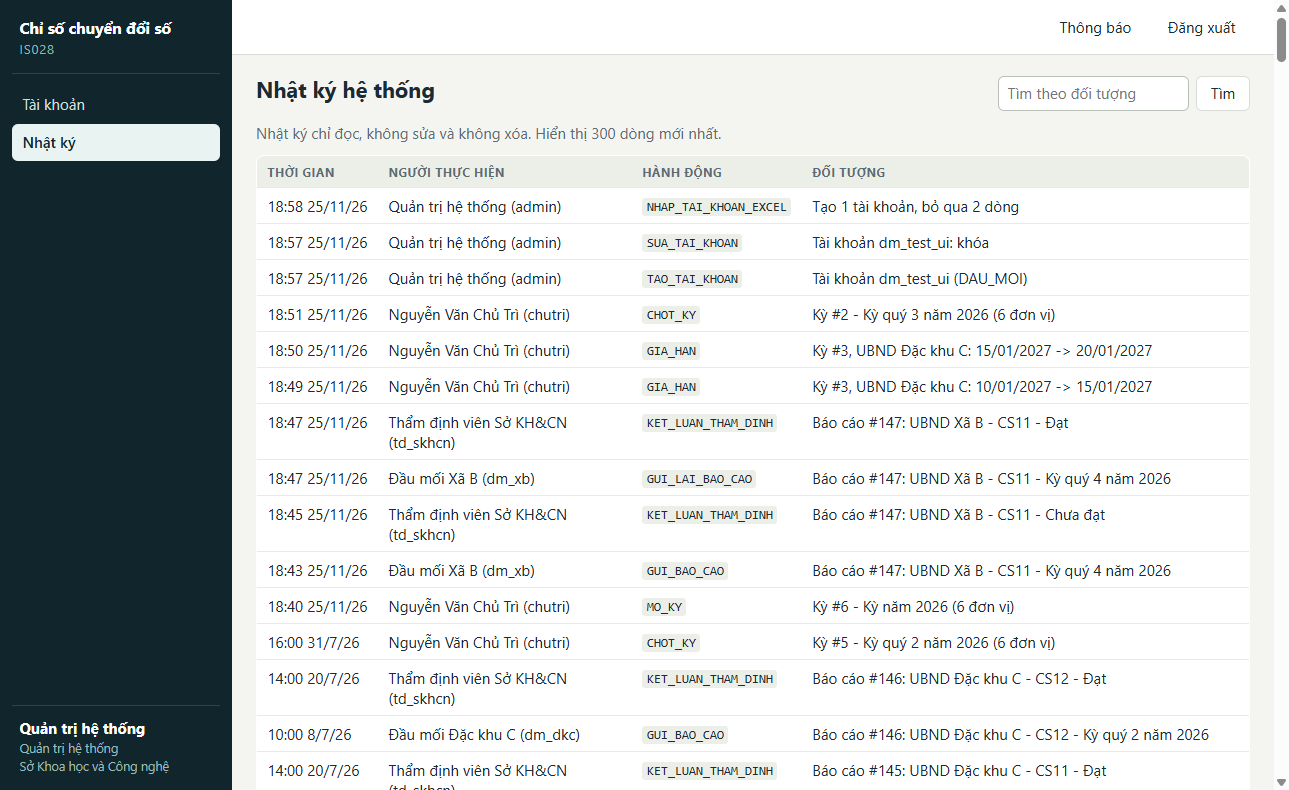 Chỉ số chuyển đổi số
IS028
Tài khoản
Nhật ký
Quản trị hệ thống
Quản trị hệ thống
Sở Khoa học và Công nghệ
Thông báo Đăng xuất
Nhật ký hệ thống
Tìm theo đối tượng Tìm
Nhật ký chỉ đọc, không sửa và không xóa. Hiển thị 300 dòng mới nhất.
THỜI GIAN NGƯỜI THỰC HIỆN HÀNH ĐỘNG ĐỐI TƯỢNG
18:58 25/11/26 Quản trị hệ thống (admin) NHAP_TAI_KHOAN_EXCEL Tạo 1 tài khoản, bỏ qua 2 dòng
18:57 25/11/26 Quản trị hệ thống (admin) SUA_TAI_KHOAN Tài khoản dm_test_ui: khóa
18:57 25/11/26 Quản trị hệ thống (admin) TAO_TAI_KHOAN Tài khoản dm_test_ui (DAU_MOI)
18:51 25/11/26 Nguyễn Văn Chủ Trì (chutri) CHOT_KY Kỳ #2 - Kỳ quý 3 năm 2026 (6 đơn vị)
18:50 25/11/26 Nguyễn Văn Chủ Trì (chutri) GIA_HAN Kỳ #3, UBND Đặc khu C: 15/01/2027 -> 20/01/2027
18:49 25/11/26 Nguyễn Văn Chủ Trì (chutri) GIA_HAN Kỳ #3, UBND Đặc khu C: 10/01/2027 -> 15/01/2027
18:47 25/11/26 Thẩm định viên Sở KH&CN KET_LUAN_THAM_DINH Báo cáo #147: UBND Xã B - CS11 - Đạt
(td_skhcn)
18:47 25/11/26 Đầu mối Xã B (dm_xb) GUI_LAI_BAO_CAO Báo cáo #147: UBND Xã B - CS11 - Kỳ quý 4 năm 2026
18:45 25/11/26 Thẩm định viên Sở KH&CN KET_LUAN_THAM_DINH Báo cáo #147: UBND Xã B - CS11 - Chưa đạt
(td_skhcn)
18:43 25/11/26 Đầu mối Xã B (dm_xb) GUI_BAO_CAO Báo cáo #147: UBND Xã B - CS11 - Kỳ quý 4 năm 2026
18:40 25/11/26 Nguyễn Văn Chủ Trì (chutri) MO_KY Kỳ #6 - Kỳ năm 2026 (6 đơn vị)
16:00 31/7/26 Nguyễn Văn Chủ Trì (chutri) CHOT_KY Kỳ #5 - Kỳ quý 2 năm 2026 (6 đơn vị)
14:00 20/7/26 Thẩm định viên Sở KH&CN KET_LUAN_THAM_DINH Báo cáo #146: UBND Đặc khu C - CS12 - Đạt
(td_skhcn)
10:00 8/7/26 Đầu mối Đặc khu C (dm_dkc) GUI_BAO_CAO Báo cáo #146: UBND Đặc khu C - CS12 - Kỳ quý 2 năm 2026
14:00 20/7/26 Thẩm định viên Sở KH&CN KET_LUAN_THAM_DINH Báo cáo #145: UBND Đặc khu C - CS11 - Đạt